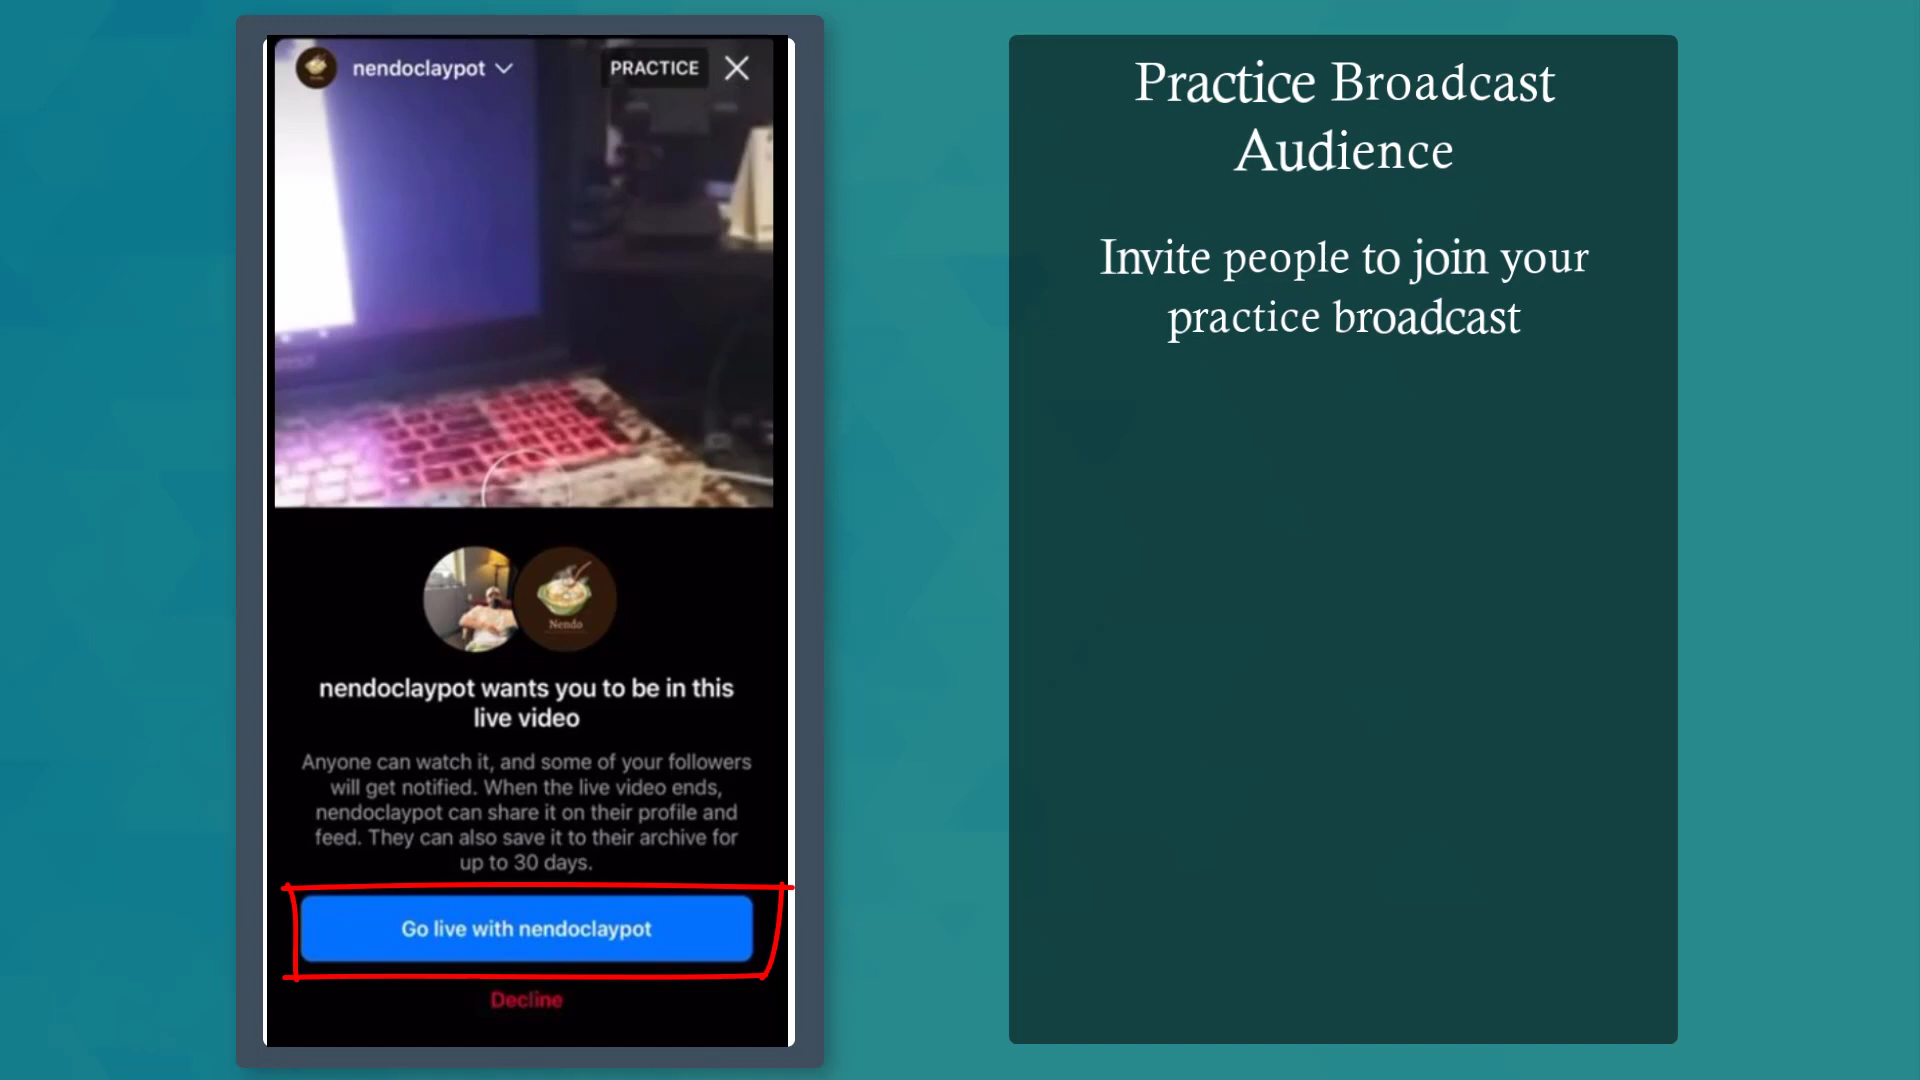 nendoclaypot
PRACTICE
Nendo
nendoclaypot wants you to be in this
live video
Anyone can watch it, and some of your followers
will get notified. When the live video ends,
nendoclaypot can share it on their profile and
feed. They can also save it to their archive for
up to 30 days.
Go live with nendoclaypot
Decline
Practice Broadcast
Audience
Invite people to join your
practice broadcast